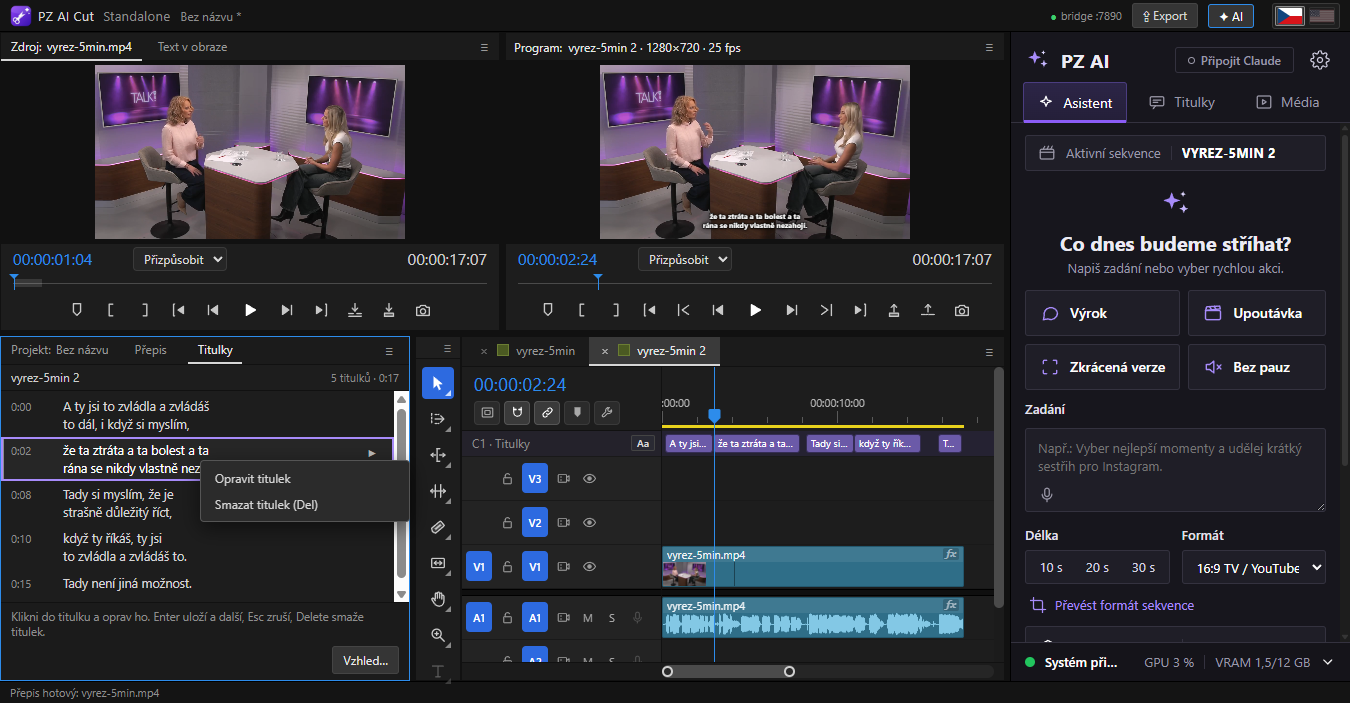 PZ AI Cut Standalone Bez názvu *
bridge :7890 Export AI
Zdroj: vyrez-5min.mp4 Text v obraze
Program: vyrez-5min 2 · 1280×720 · 25 fps
TALK!
TALK!
že ta ztráta a ta bolest a ta
rána se nikdy vlastně nezahojí.
00:00:01:04 Přizpůsobit 00:00:17:07
00:00:02:24 Přizpůsobit 00:00:17:07
Projekt: Bez názvu Přepis Titulky
vyrez-5min 2 5 titulků · 0:17
0:00 A ty jsi to zvládla a zvládáš
to dál, i když si myslím,
0:02 že ta ztráta a ta bolest a ta
rána se nikdy vlastně nez
Opravit titulek
Smazat titulek (Del)
0:08 Tady si myslím, že je
strašně důležitý říct,
0:10 když ty říkáš, ty jsi
to zvládla a zvládáš to.
0:15 Tady není jiná možnost.
Klikni do titulku a oprav ho. Enter uloží a další, Esc zruší, Delete smaže
titulek.
Vzhled...
vyrez-5min vyrez-5min 2
00:00:02:24
:00:00 00:00:10:00
C1 · Titulky Aa A ty jsi... že ta ztráta a ta... Tady si... když ty řík... T...
V3
V2
V1 V1 vyrez-5min.mp4 fx
A1 A1 M S vyrez-5min.mp4 fx
A2 M S
PZ AI Připojit Claude
Asistent Titulky Média
Aktivní sekvence VYREZ-5MIN 2
Co dnes budeme stříhat?
Napiš zadání nebo vyber rychlou akci.
Výrok Upoutávka
Zkrácená verze Bez pauz
Zadání
Např.: Vyber nejlepší momenty a udělej krátký
sestřih pro Instagram.
Délka Formát
10 s 20 s 30 s 16:9 TV / YouTube
Převést formát sekvence
Systém při... GPU 3 % VRAM 1,5/12 GB
Přepis hotový: vyrez-5min.mp4